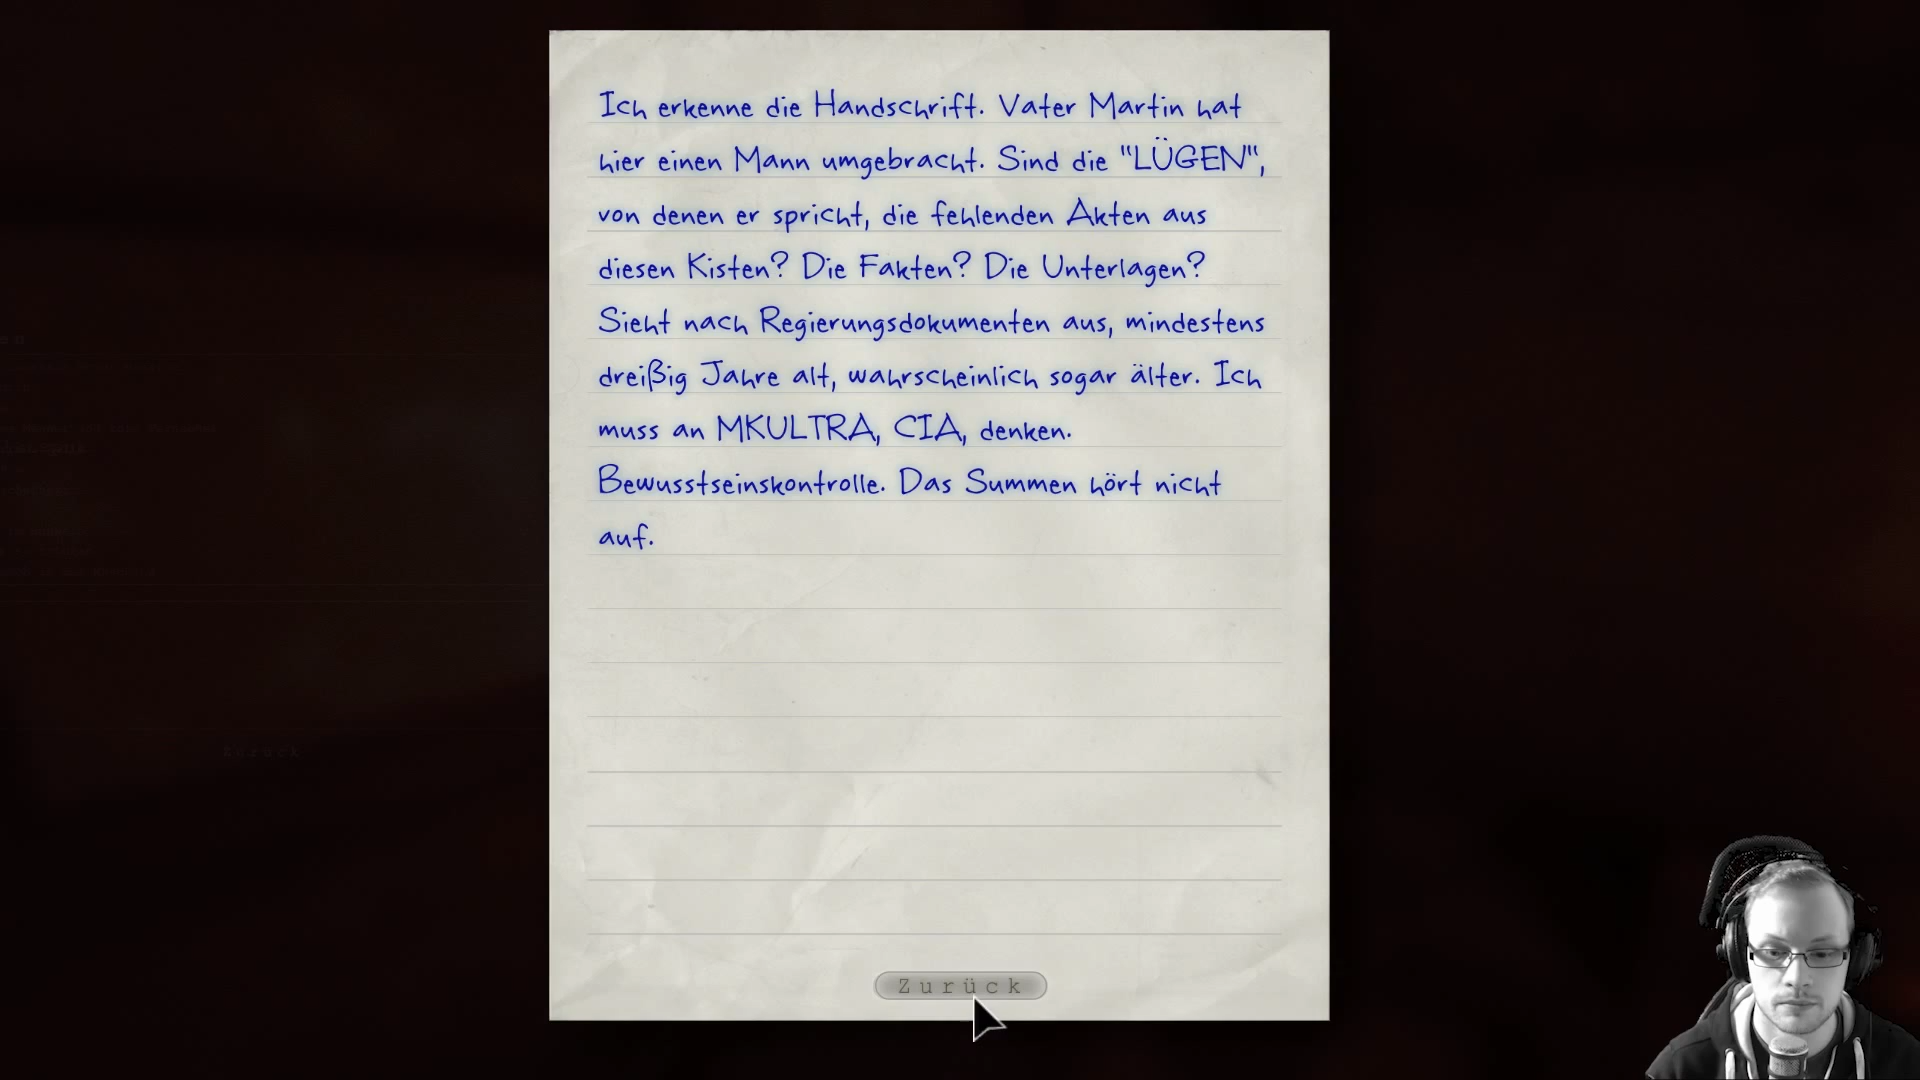 Ich erkenne die Handschrift. Vater Martin hat
hier einen Mann umgebracht. Sind die "LÜGEN",
von denen er spricht, die fehlenden Akten aus
diesen Kisten? Die Fakten? Die Unterlagen?
Sieht nach Regierungsdokumenten aus, mindestens
dreißig Jahre alt, wahrscheinlich sogar älter. Ich
muss an MKULTRA, CIA, denken.
Bewusstseinskontrolle. Das Summen hört nicht
auf.
Zurück
Zurück